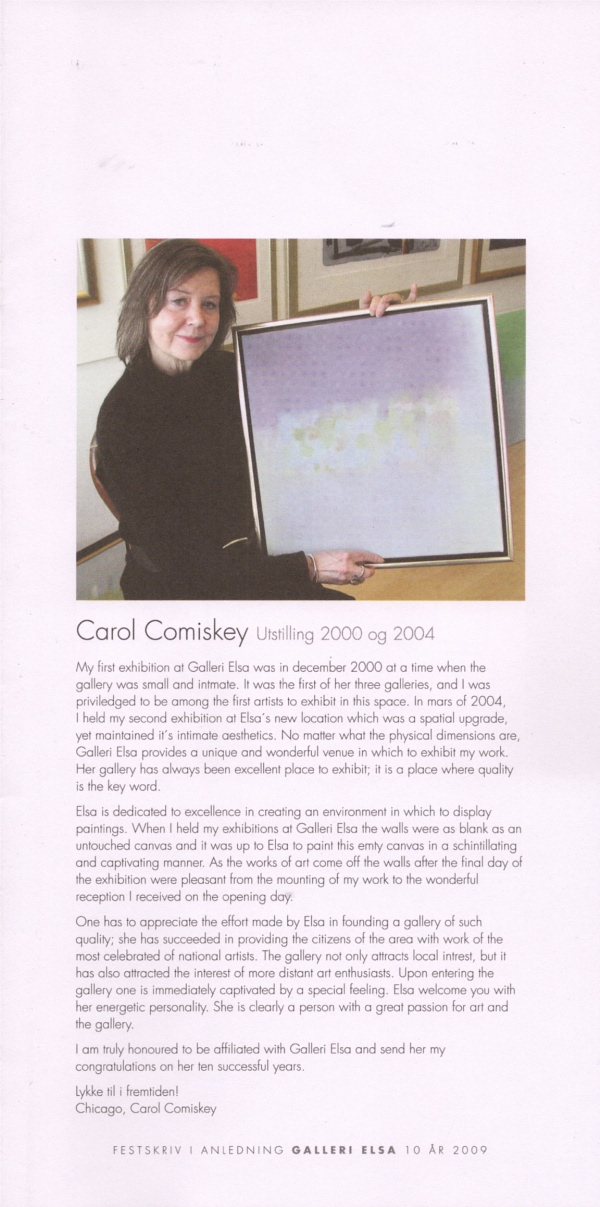 Carol Comiskey Utstilling 2000 og 2004
My first exhibition at Galleri Elsa was in december 2000 at a time when the
gallery was small and intmate. It was the first of her three galleries, and I was
priviledged to be among the first artists to exhibit in this space. In mars of 2004,
I held my second exhibition at Elsa´s new location which was a spatial upgrade,
yet maintained it´s intimate aesthetics. No matter what the physical dimensions are,
Galleri Elsa provides a unique and wonderful venue in which to exhibit my work.
Her gallery has always been excellent place to exhibit; it is a place where quality
is the key word.
Elsa is dedicated to excellence in creating an environment in which to display
paintings. When I held my exhibitions at Galleri Elsa the walls were as blank as an
untouched canvas and it was up to Elsa to paint this emty canvas in a schintillating
and captivating manner. As the works of art come off the walls after the final day of
the exhibition were pleasant from the mounting of my work to the wonderful
reception I received on the opening day.
One has to appreciate the effort made by Elsa in founding a gallery of such
quality; she has succeeded in providing the citizens of the area with work of the
most celebrated of national artists. The gallery not only attracts local intrest, but it
has also attracted the interest of more distant art enthusiasts. Upon entering the
gallery one is immediately captivated by a special feeling. Elsa welcome you with
her energetic personality. She is clearly a person with a great passion for art and
the gallery.
I am truly honoured to be affiliated with Galleri Elsa and send her my
congratulations on her ten successful years.
Lykke til i fremtiden!
Chicago, Carol Comiskey
FESTSKRIV I ANLEDNING GALLERI ELSA 10 ÅR 2009